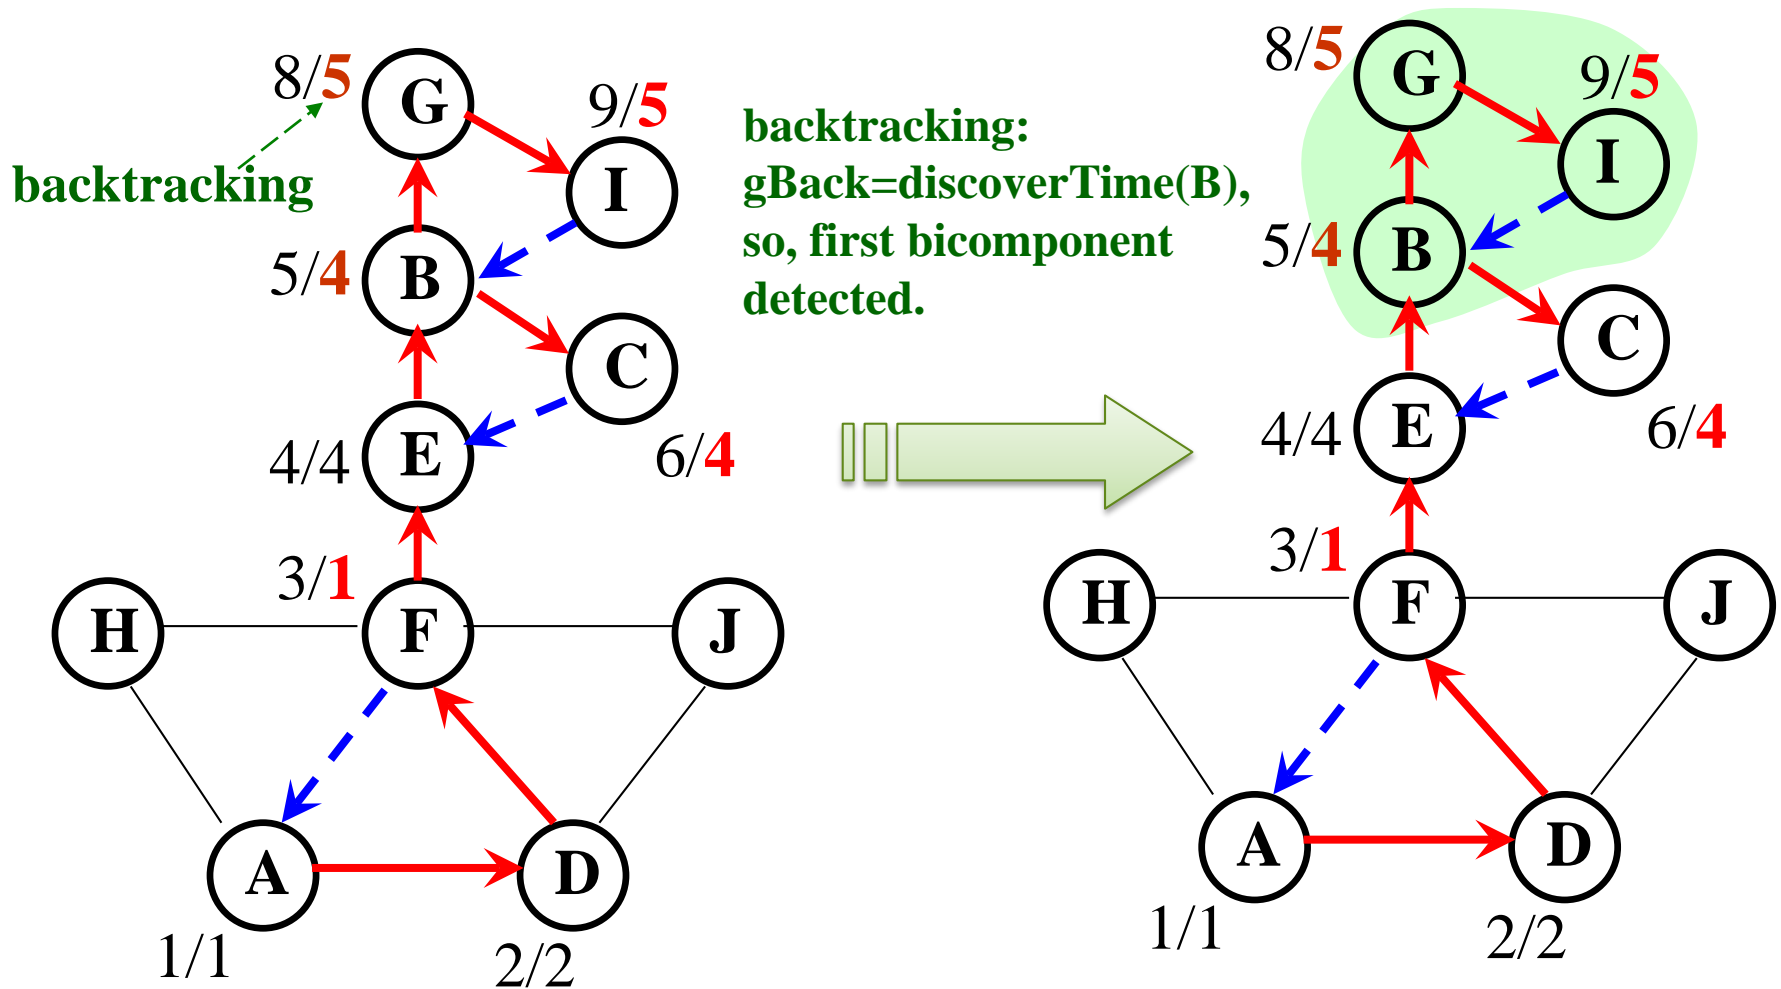 8/5
G
9/5
backtracking
I
5/4
B
C
E
4/4
6/4
3/1
H
F
J
A
D
1/1
2/2
backtracking:
gBack=discoverTime(B),
so, first bicomponent
detected.
8/5
G
9/5
I
5/4
B
C
E
4/4
6/4
3/1
H
F
J
A
D
1/1
2/2